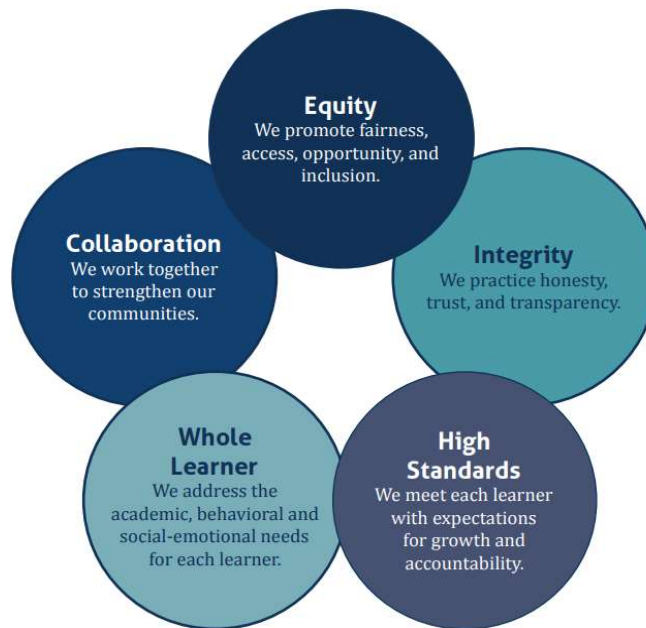 Equity
We promote fairness,
access, opportunity, and
inclusion.
Collaboration
We work together
to strengthen our
communities.
Integrity
We practice honesty,
trust, and transparency.
Whole
Learner
We address the
academic, behavioral and
social-emotional needs
for each learner.
High
Standards
We meet each learner
with expectations
for growth and
accountability.